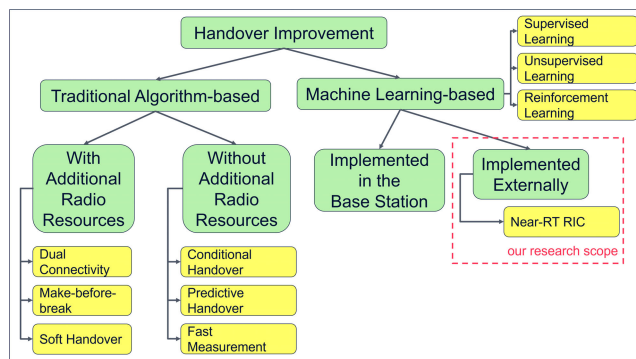 Handover Improvement
Supervised
Learning
Unsupervised
Learning
Reinforcement
Learning
Traditional Algorithm-based
Machine Learning-based
With
Additional
Radio
Resources
Without
Additional
Radio
Resources
Implemented
in the
Base Station
Implemented
Externally
Near-RT RIC
our research scope
Dual
Connectivity
Make-before-
break
Soft Handover
Conditional
Handover
Predictive
Handover
Fast
Measurement